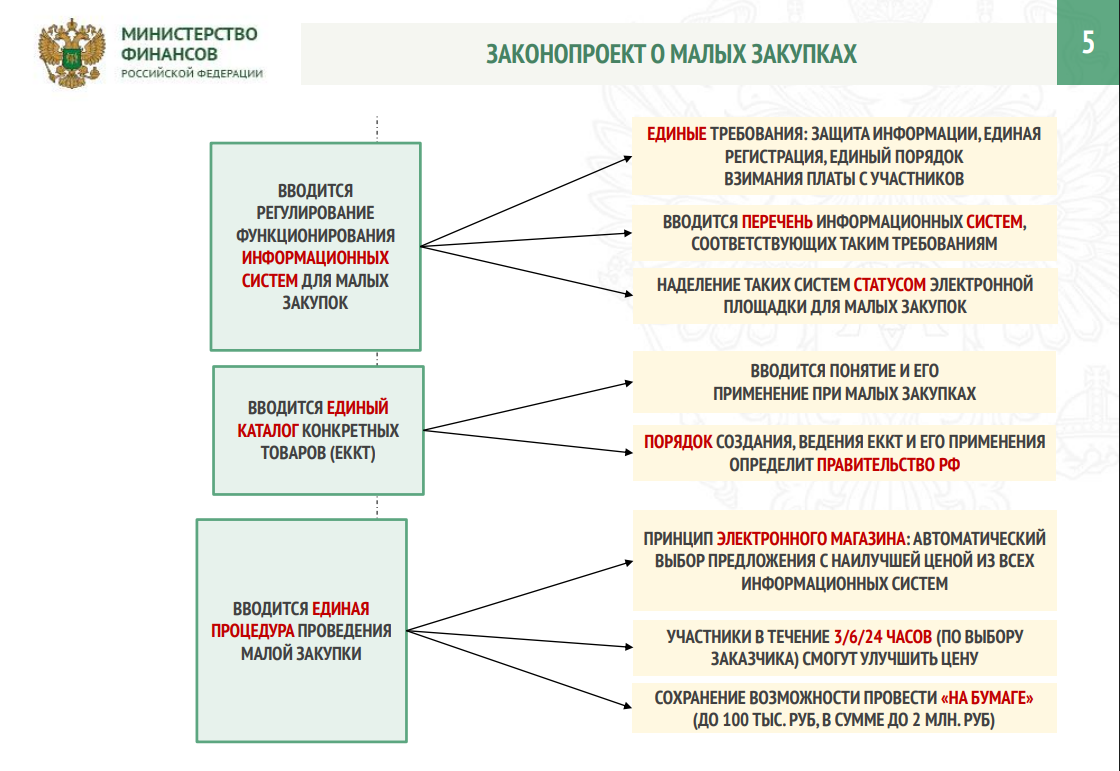 МИНИСТЕРСТВО
ФИНАНСОВ
РОССИЙСКОЙ ФЕДЕРАЦИИ
ЗАКОНОПРОЕКТ О МАЛЫХ ЗАКУПКАХ
5
ВВОДИТСЯ
РЕГУЛИРОВАНИЕ
ФУНКЦИОНИРОВАНИЯ
ИНФОРМАЦИОННЫХ
СИСТЕМ ДЛЯ МАЛЫХ
ЗАКУПОК
ЕДИНЫЕ ТРЕБОВАНИЯ: ЗАЩИТА ИНФОРМАЦИИ, ЕДИНАЯ
РЕГИСТРАЦИЯ, ЕДИНЫЙ ПОРЯДОК
ВЗИМАНИЯ ПЛАТЫ С УЧАСТНИКОВ
ВВОДИТСЯ ПЕРЕЧЕНЬ ИНФОРМАЦИОННЫХ СИСТЕМ,
СООТВЕТСТВУЮЩИХ ТАКИМ ТРЕБОВАНИЯМ
НАДЕЛЕНИЕ ТАКИХ СИСТЕМ СТАТУСОМ ЭЛЕКТРОННОЙ
ПЛОЩАДКИ ДЛЯ МАЛЫХ ЗАКУПОК
ВВОДИТСЯ ЕДИНЫЙ
КАТАЛОГ КОНКРЕТНЫХ
ТОВАРОВ (ЕККТ)
ВВОДИТСЯ ПОНЯТИЕ И ЕГО
ПРИМЕНЕНИЕ ПРИ МАЛЫХ ЗАКУПКАХ
ПОРЯДОК СОЗДАНИЯ, ВЕДЕНИЯ ЕККТ И ЕГО ПРИМЕНЕНИЯ
ОПРЕДЕЛИТ ПРАВИТЕЛЬСТВО РФ
ВВОДИТСЯ ЕДИНАЯ
ПРОЦЕДУРА ПРОВЕДЕНИЯ
МАЛОЙ ЗАКУПКИ
ПРИНЦИП ЭЛЕКТРОННОГО МАГАЗИНА: АВТОМАТИЧЕСКИЙ
ВЫБОР ПРЕДЛОЖЕНИЯ С НАИЛУЧШЕЙ ЦЕНОЙ ИЗ ВСЕХ
ИНФОРМАЦИОННЫХ СИСТЕМ
УЧАСТНИКИ В ТЕЧЕНИЕ 3/6/24 ЧАСОВ (ПО ВЫБОРУ
ЗАКАЗЧИКА) СМОГУТ УЛУЧШИТЬ ЦЕНУ
СОХРАНЕНИЕ ВОЗМОЖНОСТИ ПРОВЕСТИ «НА БУМАГЕ»
(ДО 100 ТЫС. РУБ, В СУММЕ ДО 2 МЛН. РУБ)